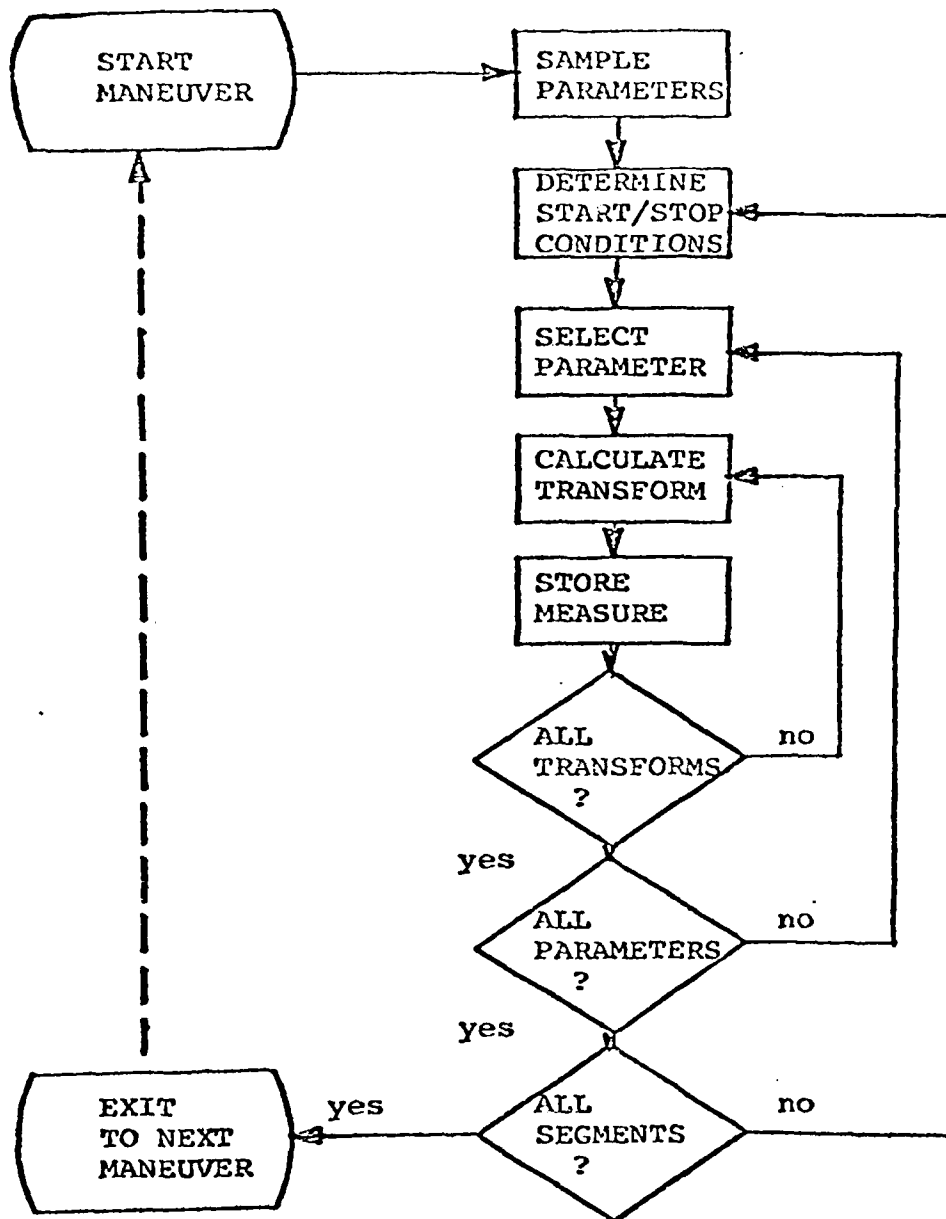 START
MANEUVER
SAMPLE
PARAMETERS
DETERMINE
START/STOP
CONDITIONS
SELECT
PARAMETER
CALCULATE
TRANSFORM
STORE
MEASURE
ALL
TRANSFORMS
?
no
yes
ALL
PARAMETERS
?
no
yes
ALL
SEGMENTS
?
no
yes
EXIT
TO NEXT
MANEUVER